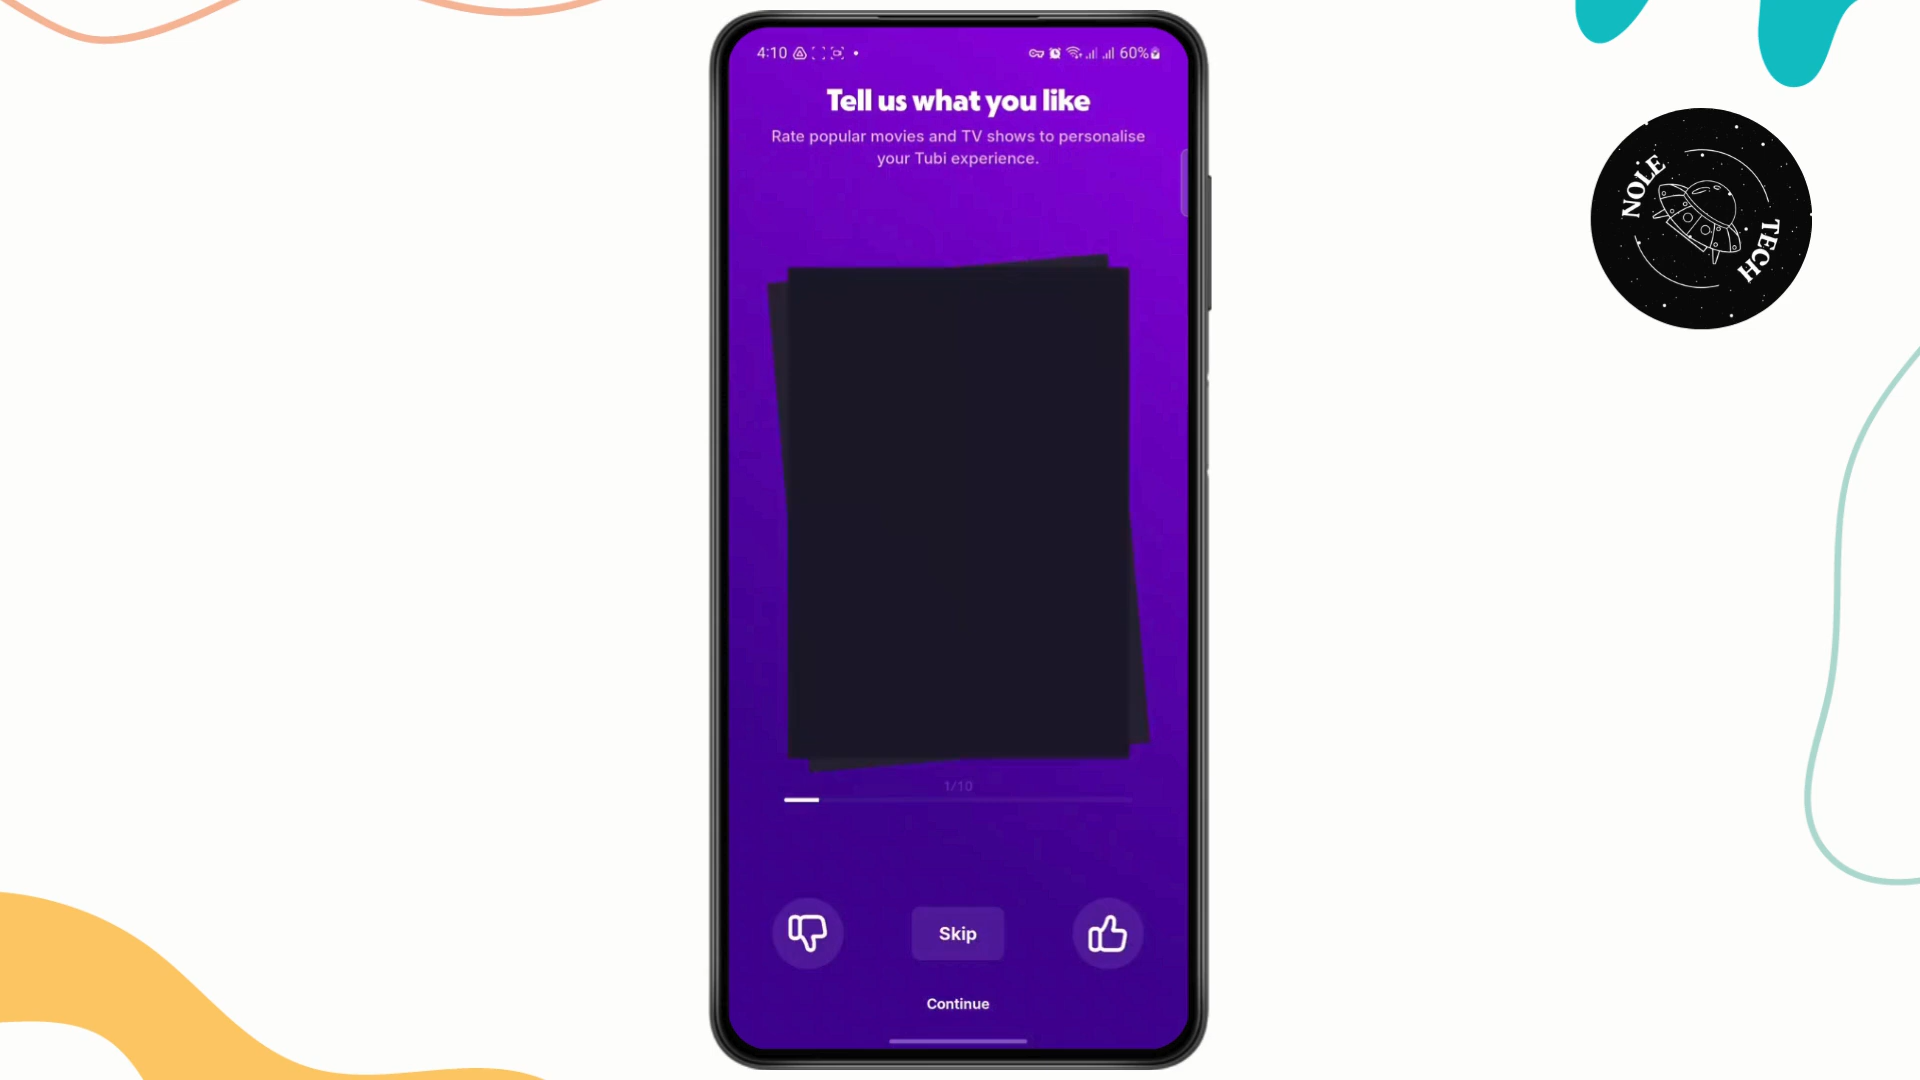 4:10
60%
Tell us what you like
Rate popular movies and TV shows to personalise
your Tubi experience.
NOLE
TECH
1/10
Skip
Continue